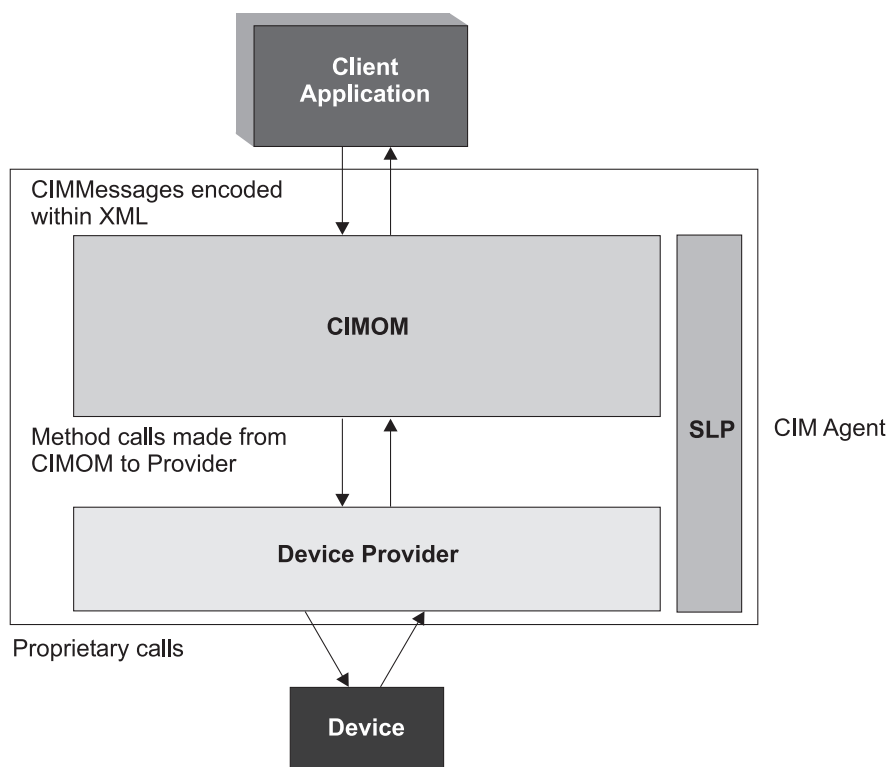 Client
Application
CIMMessages encoded
within XML
CIMOM
Method calls made from
CIMOM to Provider
SLP
CIM Agent
Device Provider
Proprietary calls
Device